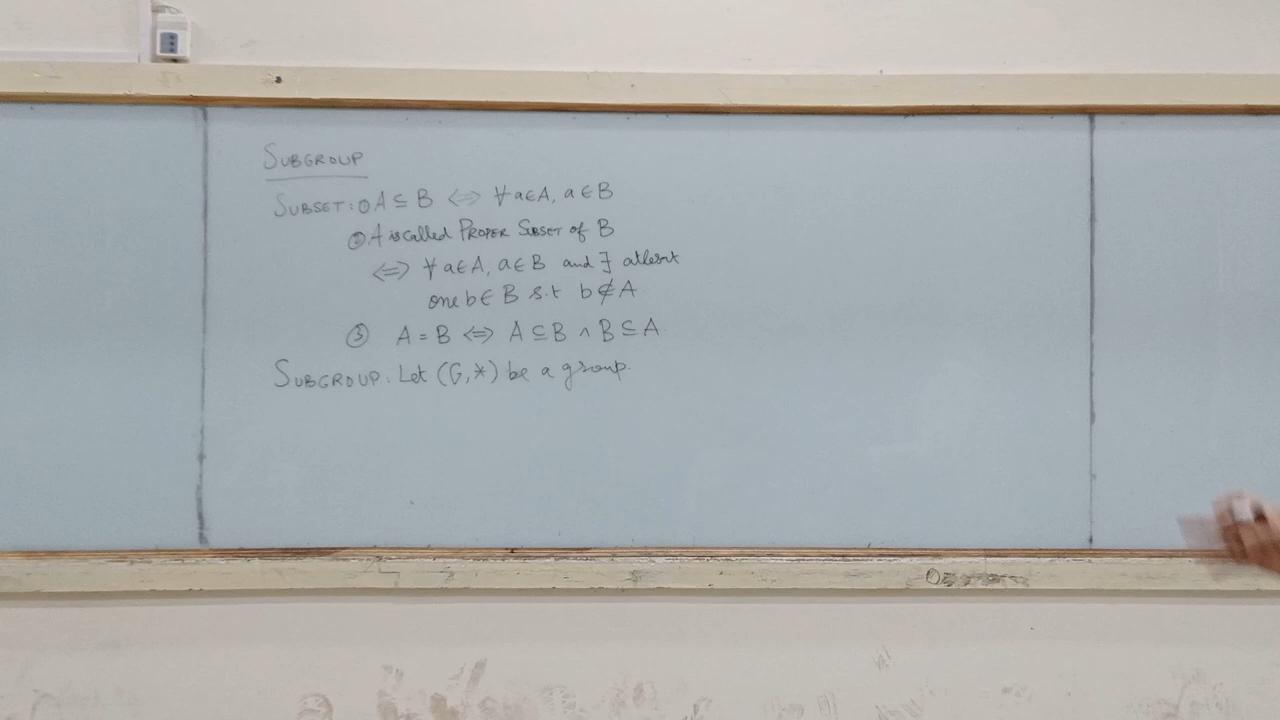 SUBGROUP
SUBSET: ① A ⊆ B ⟺ ∀ a∈A, a∈B
② A is called PROPER SUBSET of B
⟺ ∀ a∈A, a∈B and ∃ atleast
one b∈B s.t b∉A
③ A = B ⟺ A ⊆ B ∧ B ⊆ A.
SUBGROUP: Let (G, *) be a group.